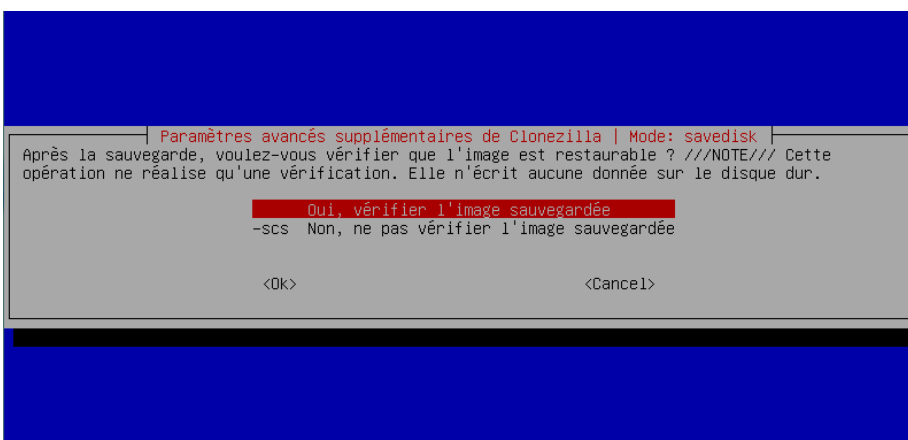 Paramètres avancés supplémentaires de Clonezilla | Mode: savedisk
Après la sauvegarde, voulez-vous vérifier que l'image est restaurable ? ///NOTE/// Cette
opération ne réalise qu'une vérification. Elle n'écrit aucune donnée sur le disque dur.
Oui, vérifier l'image sauvegardée
-scs Non, ne pas vérifier l'image sauvegardée
<Ok> <Cancel>